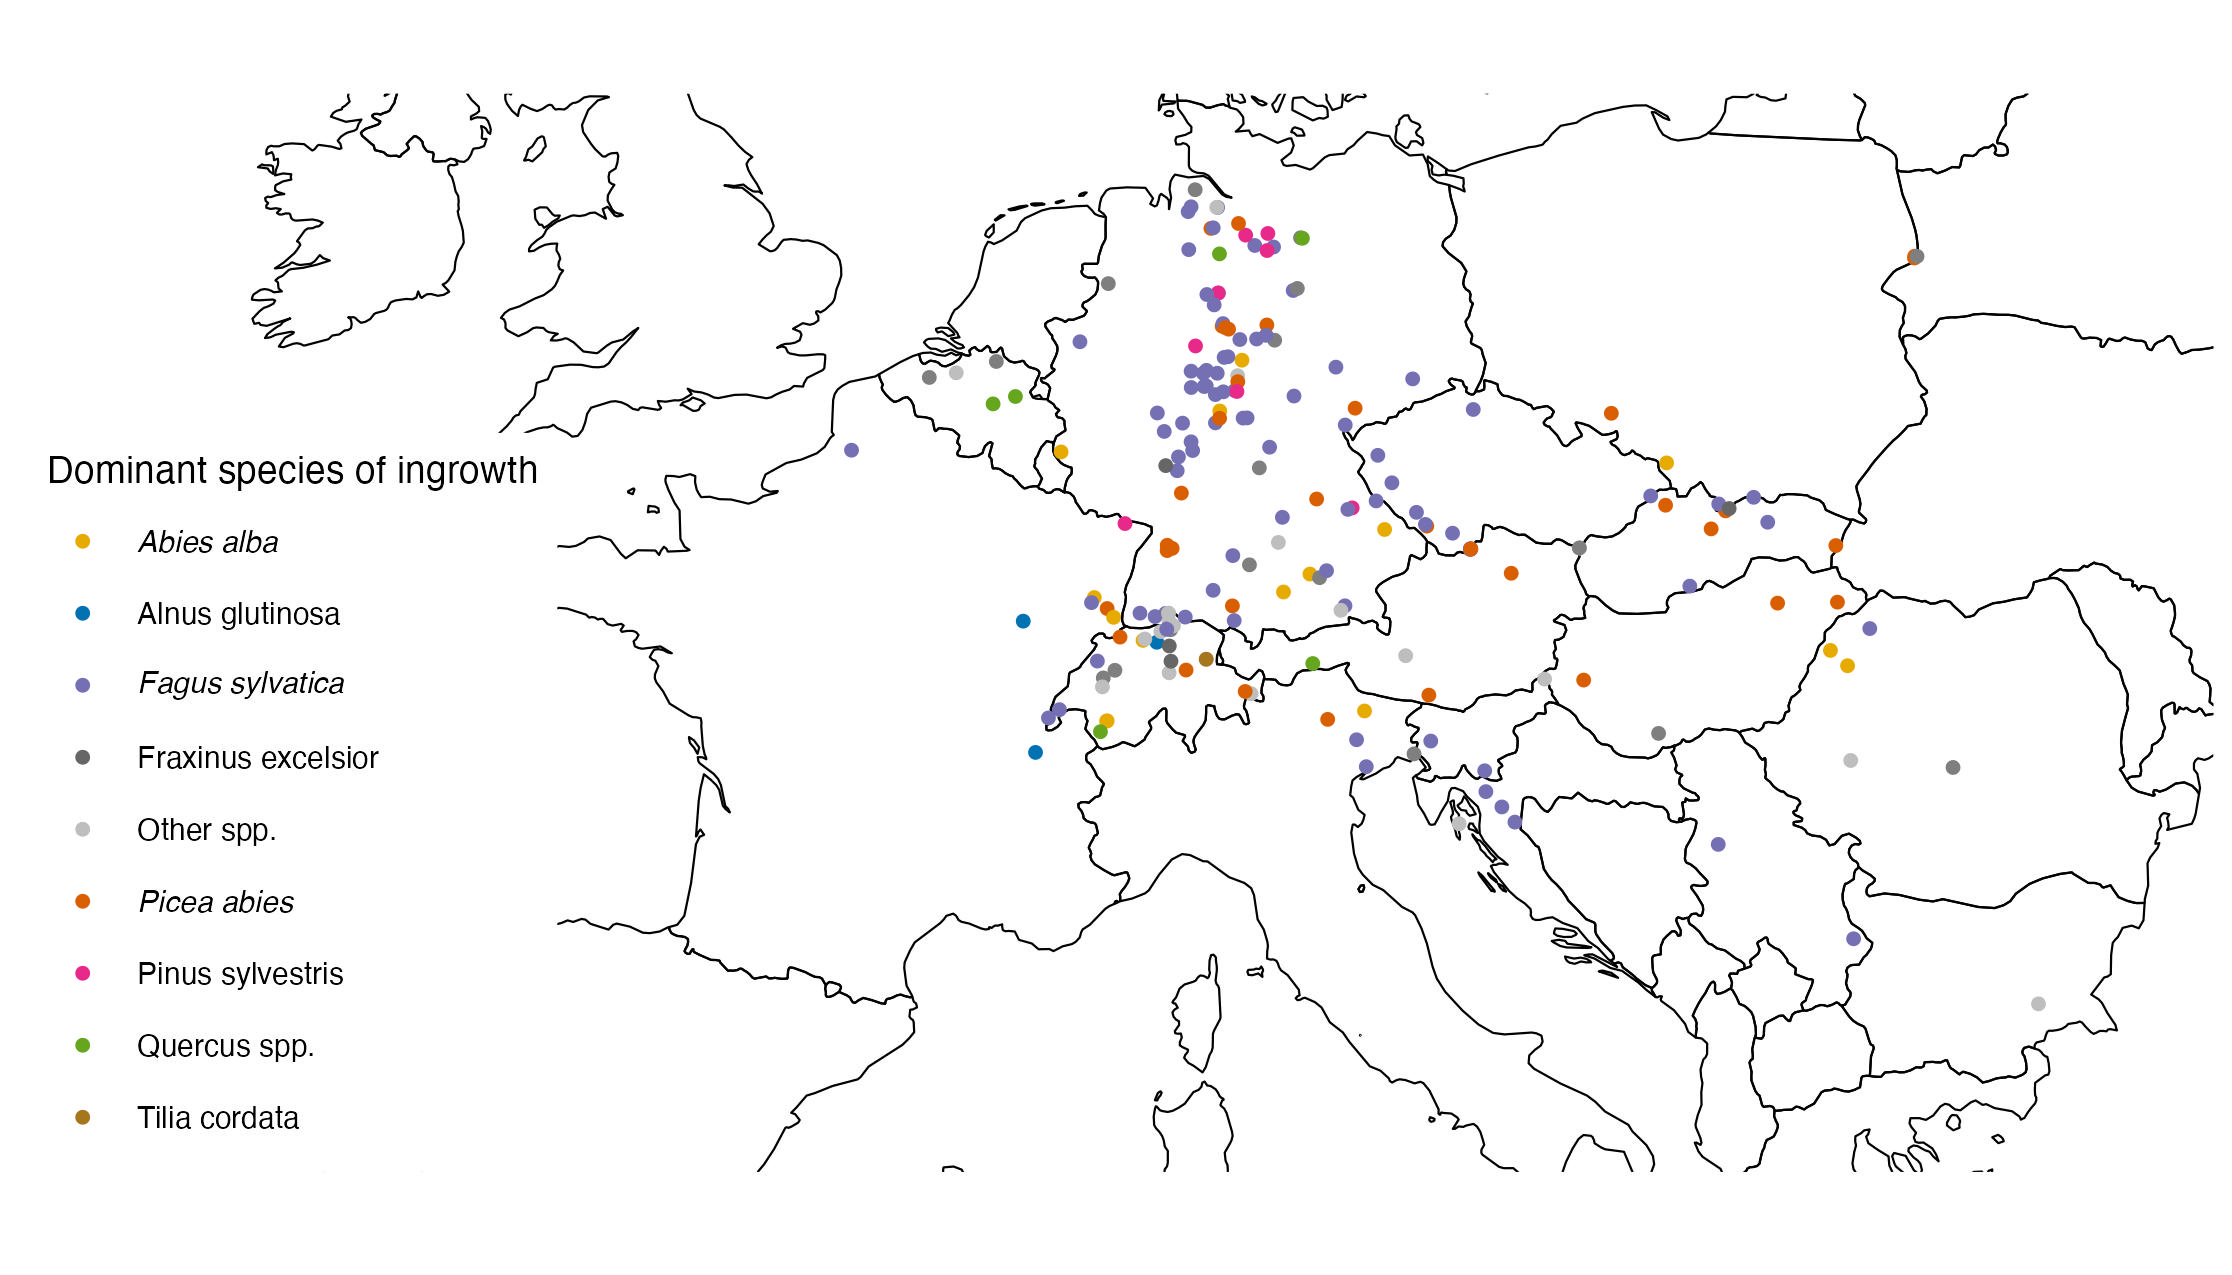 Dominant species of ingrowth
Abies alba
Alnus glutinosa
Fagus sylvatica
Fraxinus excelsior
Other spp.
Picea abies
Pinus sylvestris
Quercus spp.
Tilia cordata